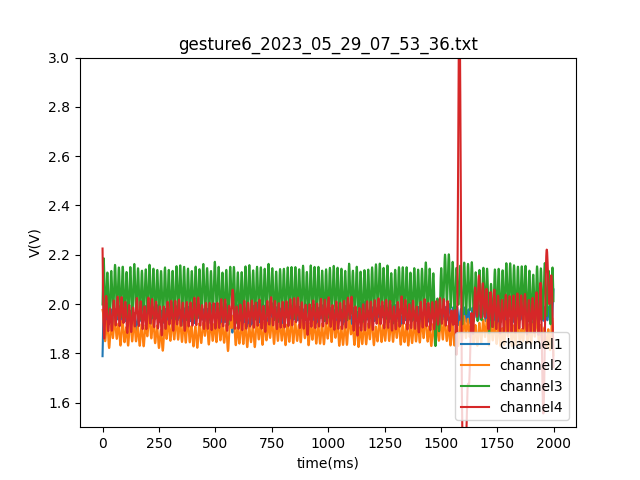 gesture6_2023_05_29_07_53_36.txt
3.0
2.8
2.6
2.4
2.2
2.0
1.8
1.6
V(V)
channel1
channel2
channel3
channel4
0 250 500 750 1000 1250 1500 1750 2000
time(ms)